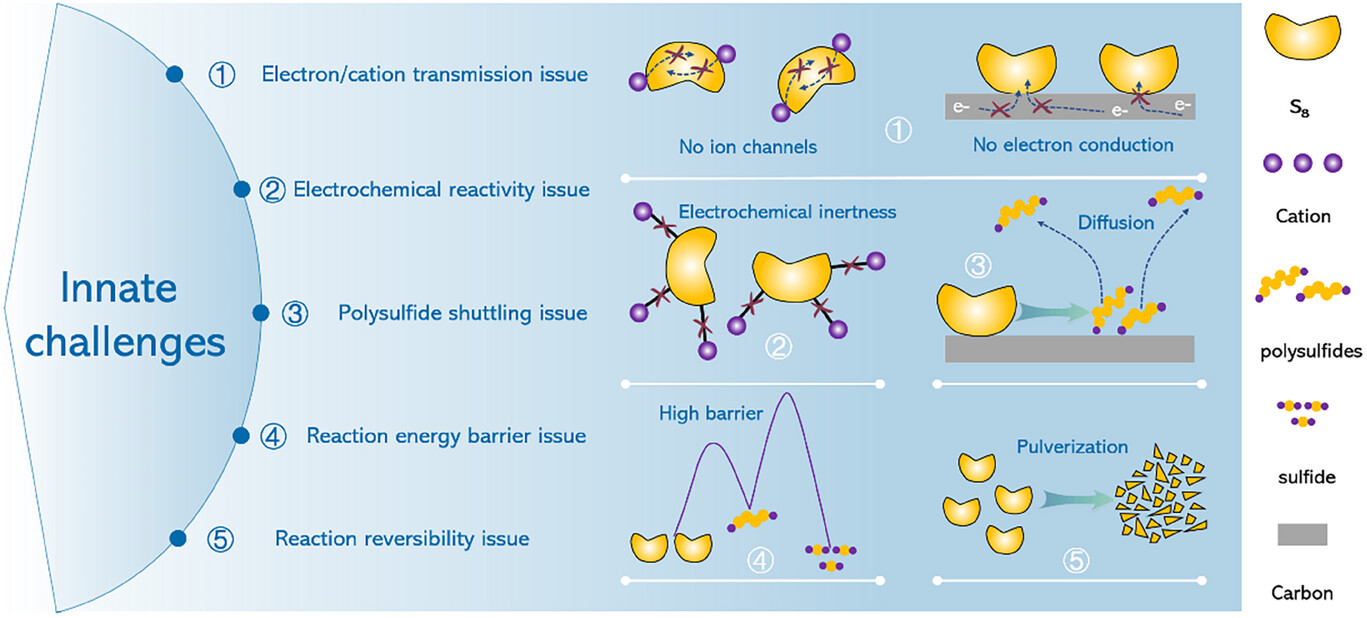 Innate
challenges
① Electron/cation transmission issue
② Electrochemical reactivity issue
③ Polysulfide shuttling issue
④ Reaction energy barrier issue
⑤ Reaction reversibility issue
No ion channels
①
e-
e-
e-
No electron conduction
Electrochemical inertness
②
③
Diffusion
High barrier
④
Pulverization
⑤
S₈
Cation
polysulfides
sulfide
Carbon